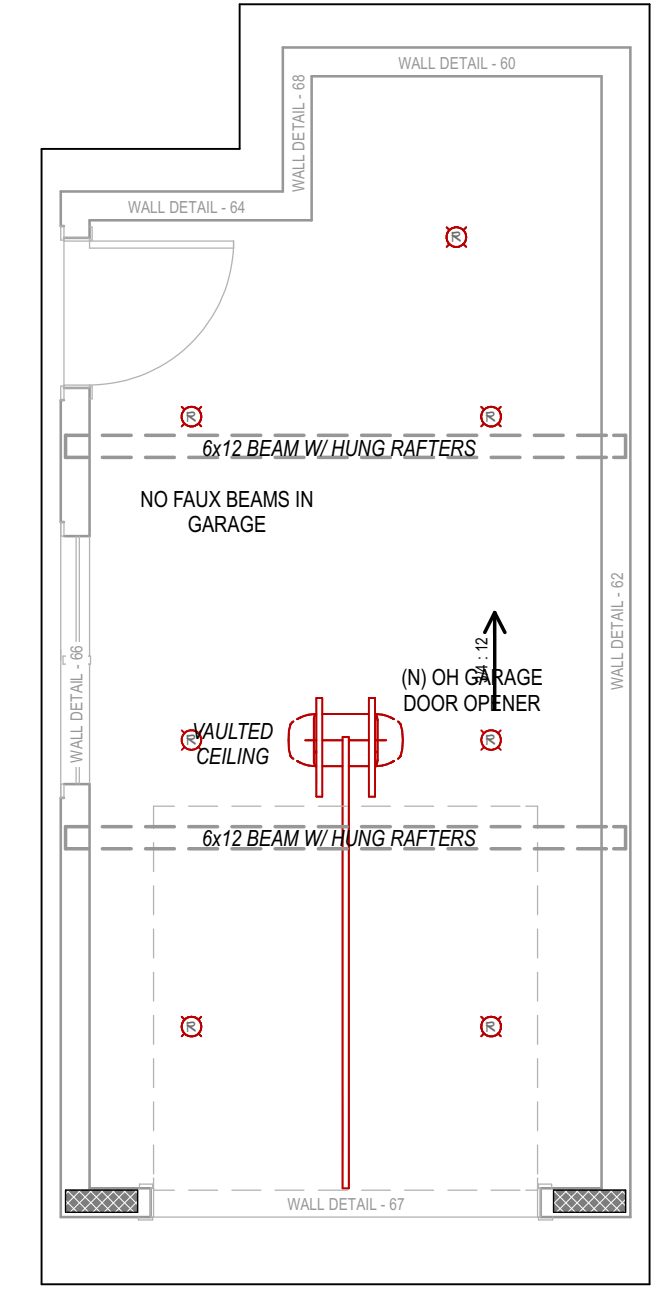 WALL DETAIL - 60
WALL DETAIL - 68
WALL DETAIL - 64
R
R
R
6x12 BEAM W/ HUNG RAFTERS
NO FAUX BEAMS IN
GARAGE
WALL DETAIL - 62
WALL DETAIL - 66
: 12
(N) OH GARAGE
DOOR OPENER
R
VAULTED
CEILING
R
6x12 BEAM W/ HUNG RAFTERS
R
R
WALL DETAIL - 67